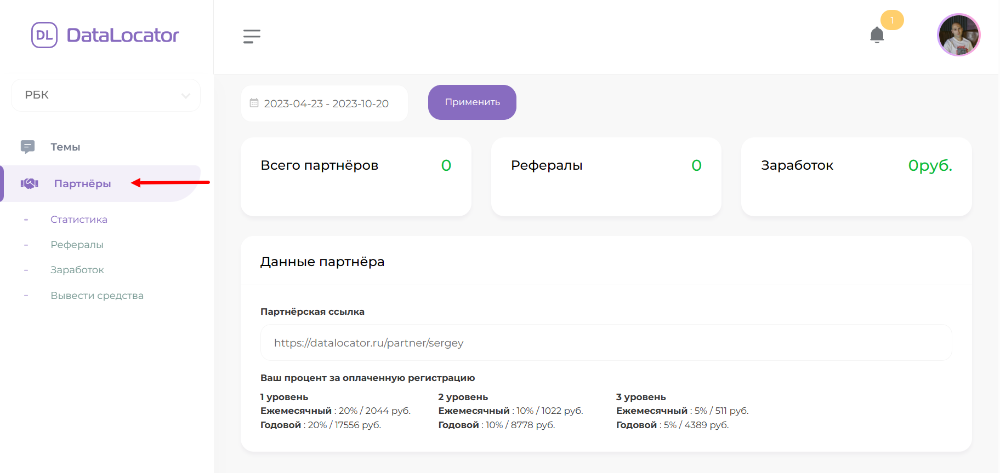 DL DataLocator
1
РБК
Темы
Партнёры
Статистика
Рефералы
Заработок
Вывести средства
2023-04-23 - 2023-10-20
Применить
Всего партнёров 0
Рефералы 0
Заработок 0руб.
Данные партнёра
Партнёрская ссылка
https://datalocator.ru/partner/sergey
Ваш процент за оплаченную регистрацию
1 уровень
Ежемесячный : 20% / 2044 руб.
Годовой : 20% / 17556 руб.
2 уровень
Ежемесячный : 10% / 1022 руб.
Годовой : 10% / 8778 руб.
3 уровень
Ежемесячный : 5% / 511 руб.
Годовой : 5% / 4389 руб.